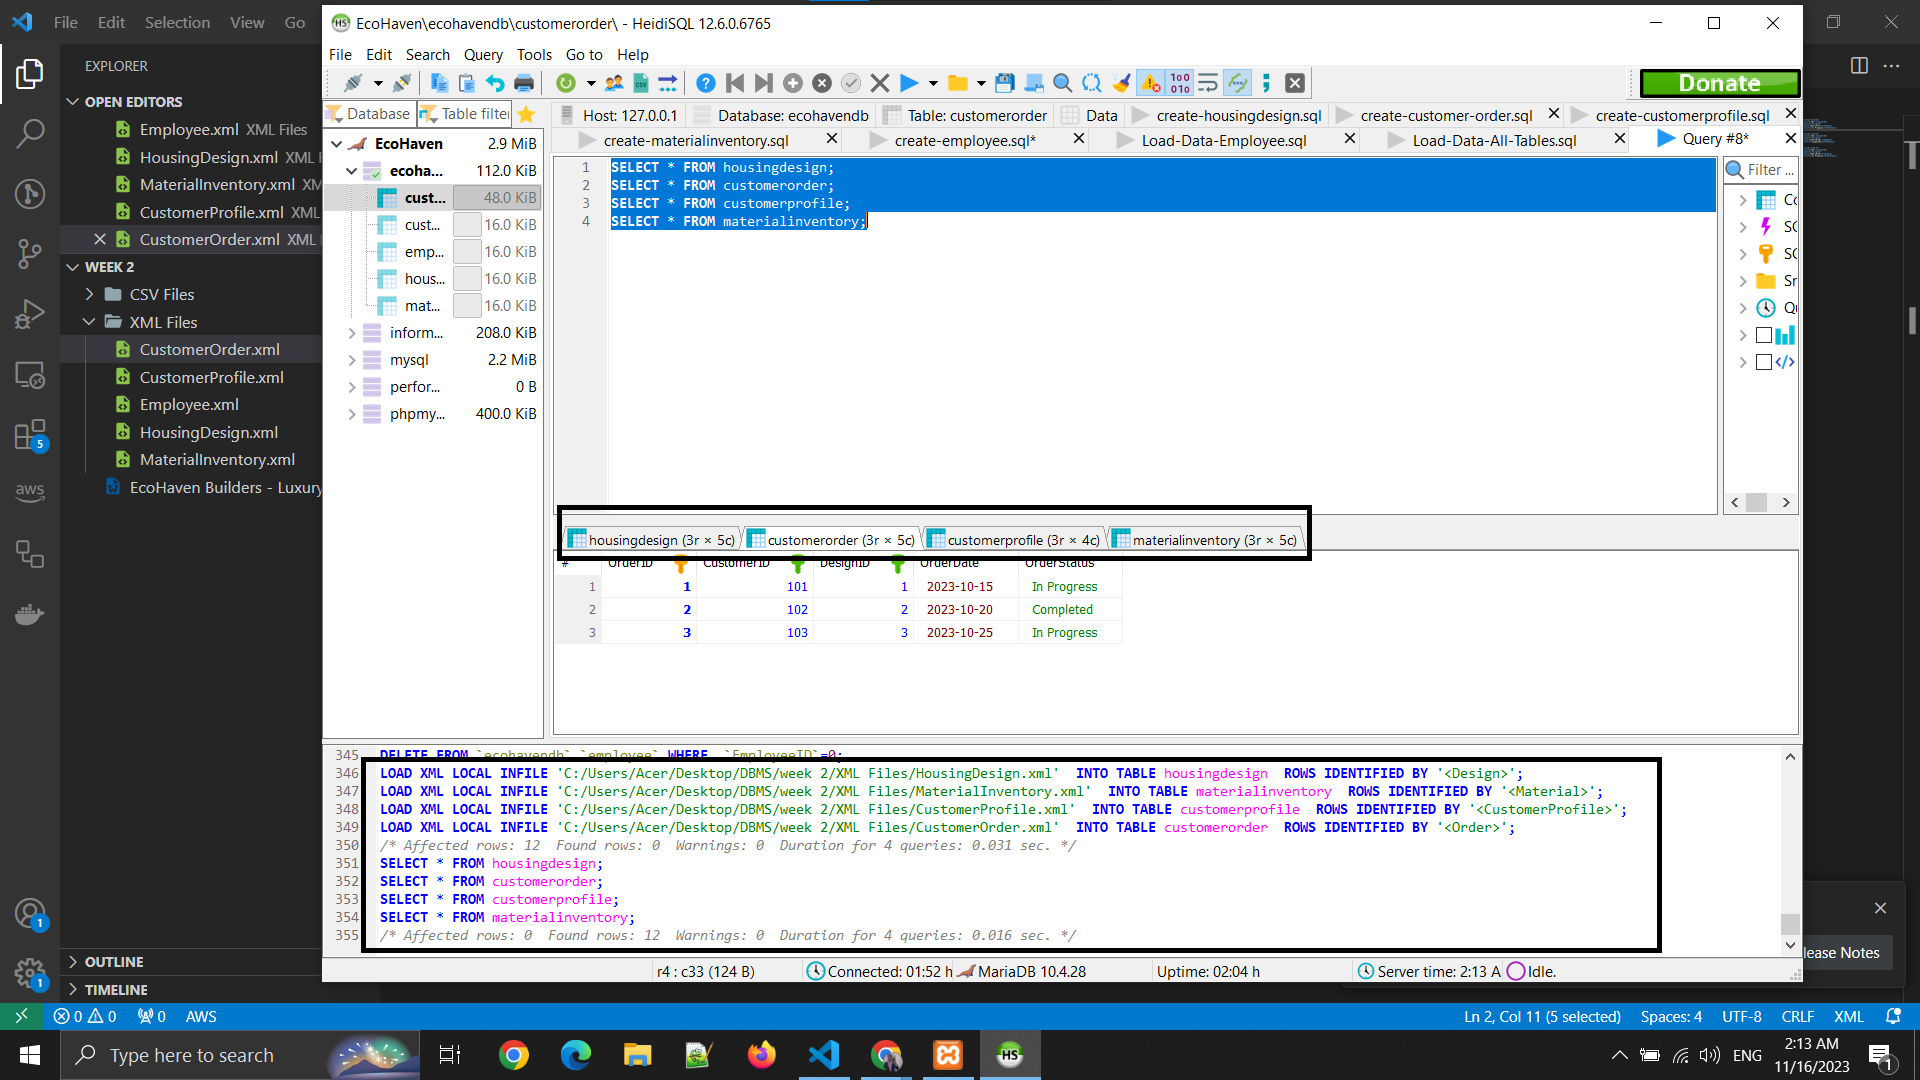 File Edit Selection View Go
EcoHaven\ecohavendb\customerorder\ - HeidiSQL 12.6.0.6765
File Edit Search Query Tools Go to Help
Donate
EXPLORER
OPEN EDITORS
Employee.xml XML Files
HousingDesign.xml XML F
MaterialInventory.xml XM
CustomerProfile.xml XML
CustomerOrder.xml XML F
WEEK 2
CSV Files
XML Files
CustomerOrder.xml
CustomerProfile.xml
Employee.xml
HousingDesign.xml
MaterialInventory.xml
EcoHaven Builders - Luxury
5
aws
1
1
OUTLINE
TIMELINE
Database Table filter
EcoHaven 2.9 MiB
ecoha... 112.0 KiB
cust... 48.0 KiB
cust... 16.0 KiB
emp... 16.0 KiB
hous... 16.0 KiB
mat... 16.0 KiB
inform... 208.0 KiB
mysql 2.2 MiB
perfor... 0 B
phpmy... 400.0 KiB
Host: 127.0.0.1 Database: ecohavendb Table: customerorder Data create-housingdesign.sql create-customer-order.sql create-customerprofile.sql
create-materialinventory.sql create-employee.sql* Load-Data-Employee.sql Load-Data-All-Tables.sql Query #8*
1 SELECT * FROM housingdesign;
2 SELECT * FROM customerorder;
3 SELECT * FROM customerprofile;
4 SELECT * FROM materialinventory;
Filter ...
Co
SC
SC
Sn
Qu
housingdesign (3r × 5c) customerorder (3r × 5c) customerprofile (3r × 4c) materialinventory (3r × 5c)
# OrderID CustomerID DesignID OrderDate OrderStatus
1 1 101 1 2023-10-15 In Progress
2 2 102 2 2023-10-20 Completed
3 3 103 3 2023-10-25 In Progress
345 DELETE FROM `ecohavendb`.`employee` WHERE `EmployeeID`=0;
346 LOAD XML LOCAL INFILE 'C:/Users/Acer/Desktop/DBMS/week 2/XML Files/HousingDesign.xml' INTO TABLE housingdesign ROWS IDENTIFIED BY '<Design>';
347 LOAD XML LOCAL INFILE 'C:/Users/Acer/Desktop/DBMS/week 2/XML Files/MaterialInventory.xml' INTO TABLE materialinventory ROWS IDENTIFIED BY '<Material>';
348 LOAD XML LOCAL INFILE 'C:/Users/Acer/Desktop/DBMS/week 2/XML Files/CustomerProfile.xml' INTO TABLE customerprofile ROWS IDENTIFIED BY '<CustomerProfile>';
349 LOAD XML LOCAL INFILE 'C:/Users/Acer/Desktop/DBMS/week 2/XML Files/CustomerOrder.xml' INTO TABLE customerorder ROWS IDENTIFIED BY '<Order>';
350 /* Affected rows: 12 Found rows: 0 Warnings: 0 Duration for 4 queries: 0.031 sec. */
351 SELECT * FROM housingdesign;
352 SELECT * FROM customerorder;
353 SELECT * FROM customerprofile;
354 SELECT * FROM materialinventory;
355 /* Affected rows: 0 Found rows: 12 Warnings: 0 Duration for 4 queries: 0.016 sec. */
r4 : c33 (124 B) Connected: 01:52 h MariaDB 10.4.28 Uptime: 02:04 h Server time: 2:13 A Idle.
lease Notes
0 0 0 AWS Ln 2, Col 11 (5 selected) Spaces: 4 UTF-8 CRLF XML
Type here to search
HS
ENG
2:13 AM
11/16/2023
1